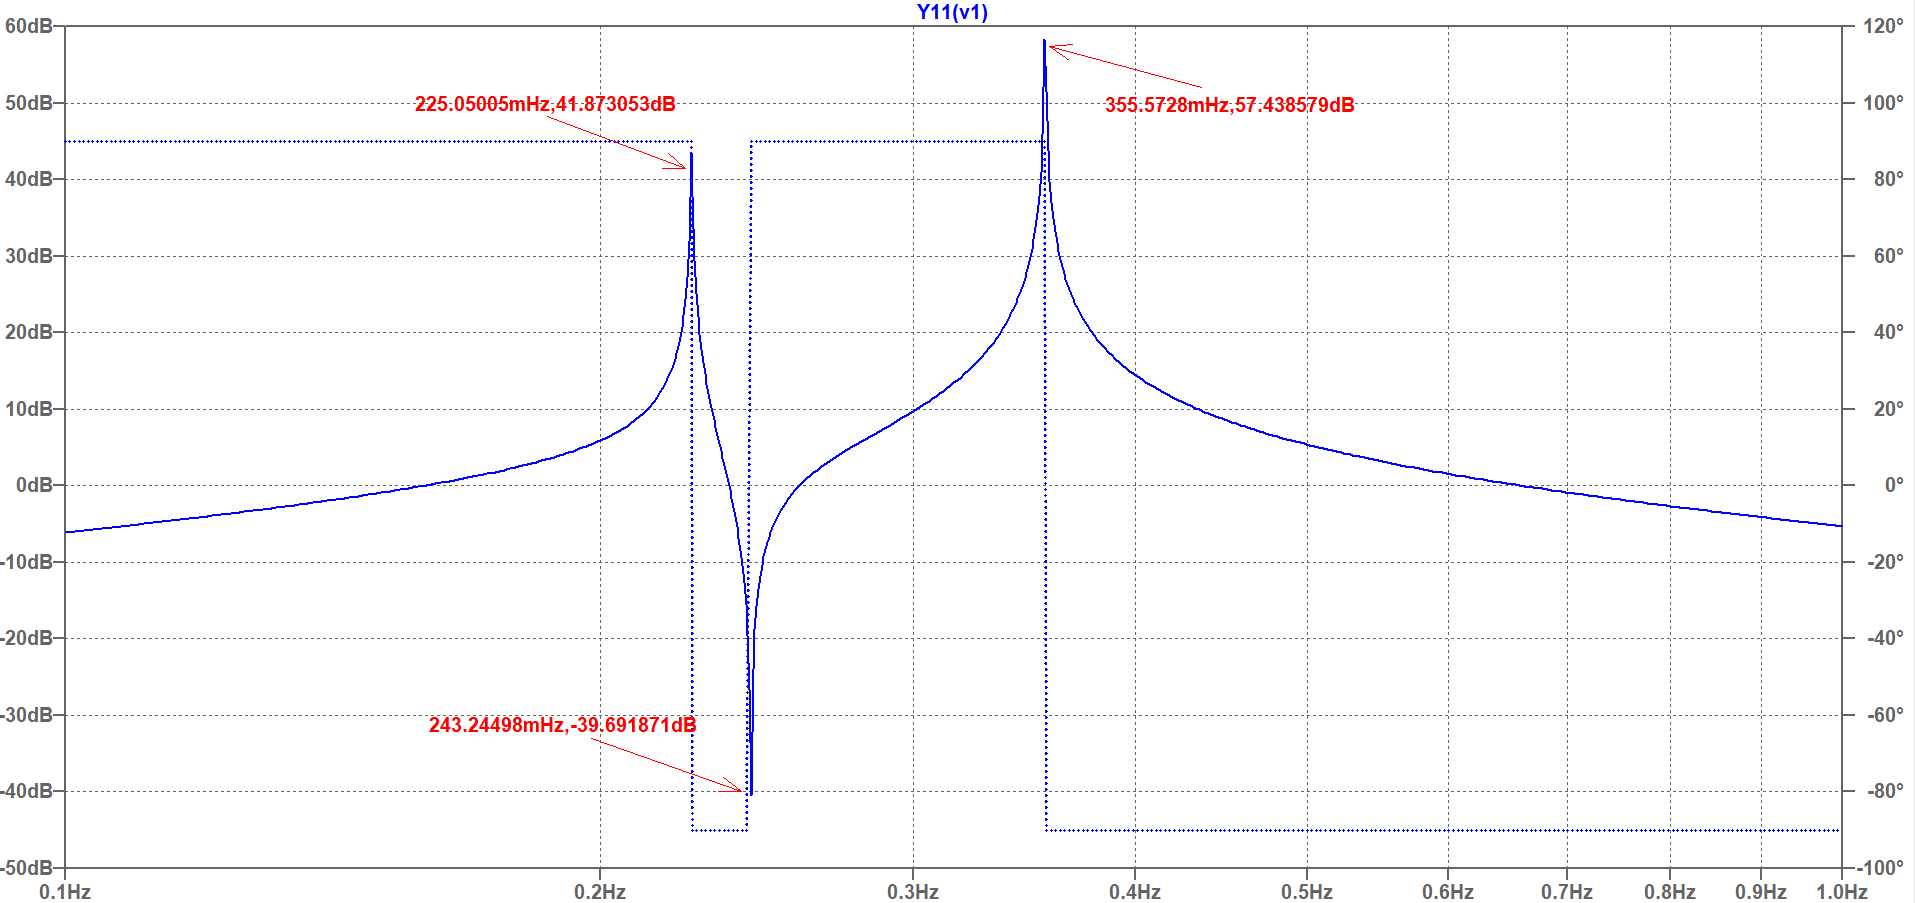 Y11(v1)
60dB
50dB
40dB
30dB
20dB
10dB
0dB
-10dB
-20dB
-30dB
-40dB
-50dB
120°
100°
80°
60°
40°
20°
0°
-20°
-40°
-60°
-80°
-100°
225.05005mHz,41.873053dB
355.5728mHz,57.438579dB
243.24498mHz,-39.691871dB
0.1Hz 0.2Hz 0.3Hz 0.4Hz 0.5Hz 0.6Hz 0.7Hz 0.8Hz 0.9Hz 1.0Hz